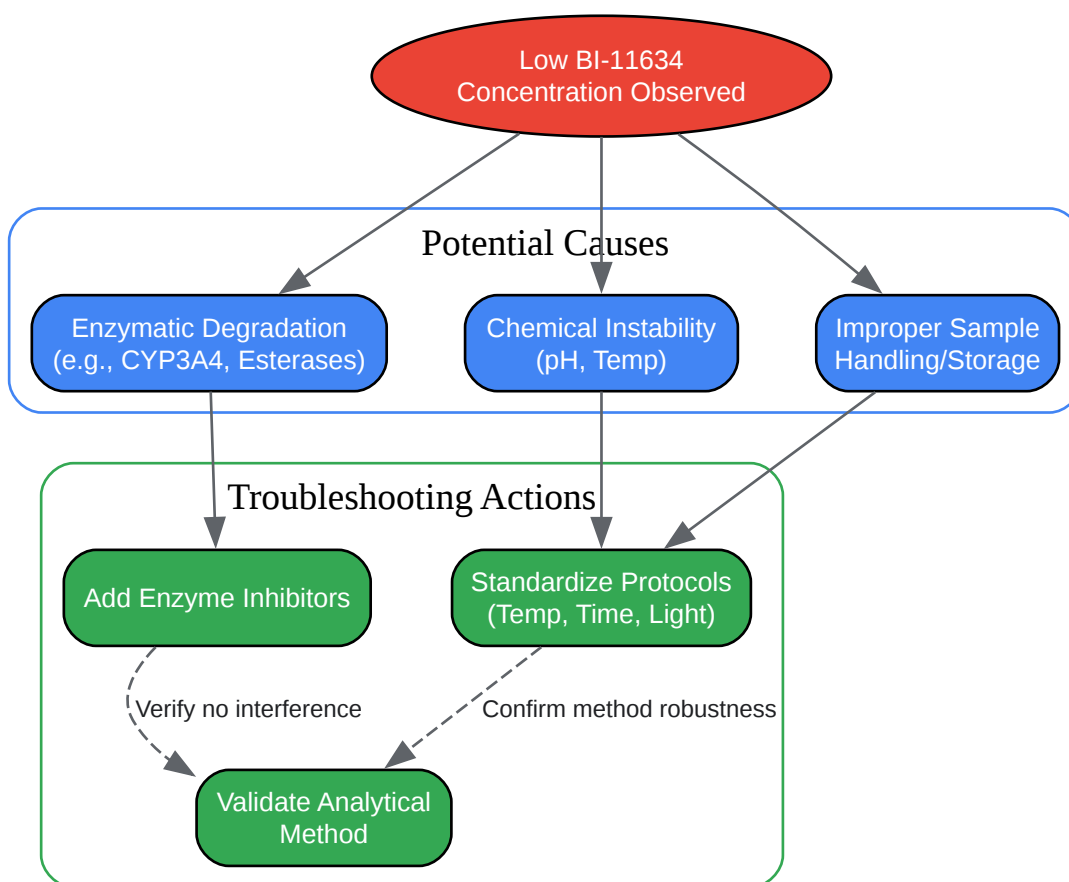 Low BI-11634
Concentration Observed
Potential Causes
Enzymatic Degradation
(e.g., CYP3A4, Esterases)
Chemical Instability
(pH, Temp)
Improper Sample
Handling/Storage
Troubleshooting Actions
Add Enzyme Inhibitors
Standardize Protocols
(Temp, Time, Light)
Verify no interference
Confirm method robustness
Validate Analytical
Method